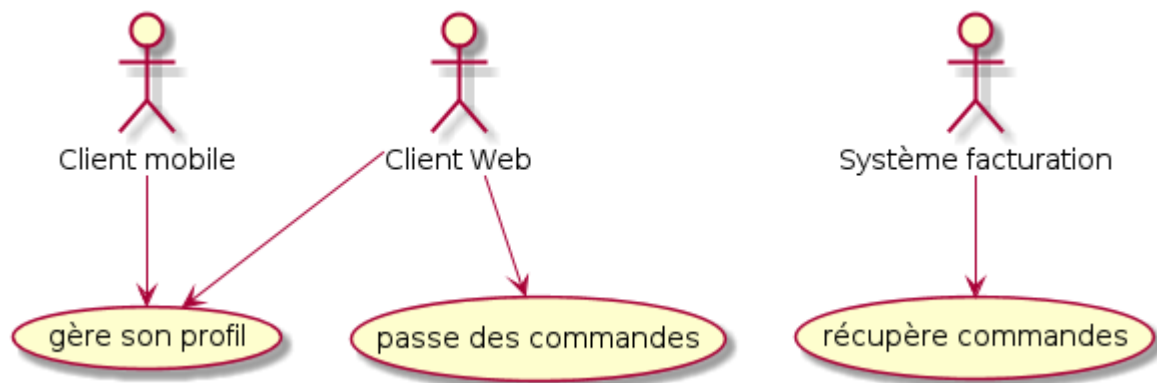 Client mobile
Client Web
Système facturation
gère son profil
passe des commandes
récupère commandes